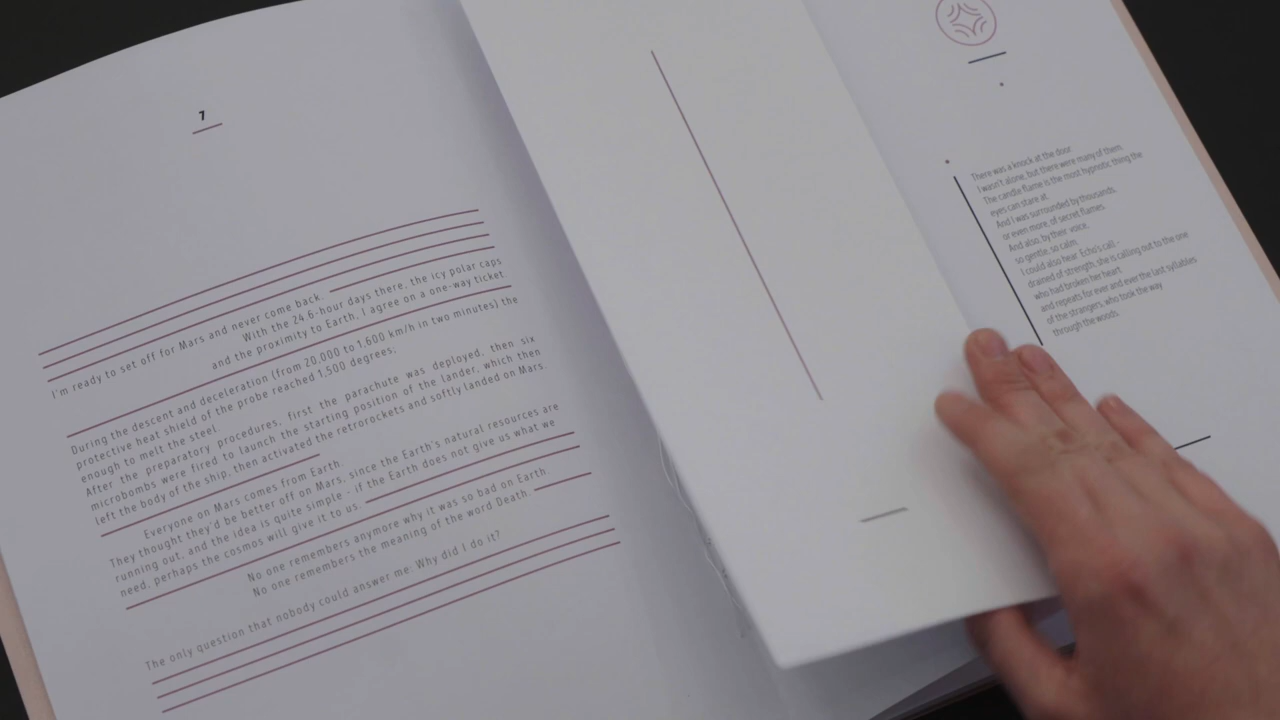 7
I'm ready to set off for Mars and never come back.
With the 24.6-hour days there, the icy polar caps
and the proximity to Earth, I agree on a one-way ticket
During the descent and deceleration (from 20,000 to 1,600 km/h in two minutes) the
protective heat shield of the probe reached 1,500 degrees;
enough to melt the steel.
After the preparatory procedures, first the parachute was deployed, then six
microbombs were fired to launch the starting position of the lander, which then
left the body of the ship, then activated the retrorockets and softly landed on Mars.
Everyone on Mars comes from Earth.
They thought they'd be better off on Mars, since the Earth's natural resources are
running out, and the idea is quite simple - if the Earth does not give us what we
need, perhaps the cosmos will give it to us.
No one remembers anymore why it was so bad on Earth.
No one remembers the meaning of the word Death.
The only question that nobody could answer me: Why did I do it?
There was a knock at the door.
I wasn't alone, but there were many of them.
The candle flame is the most hypnotic thing the
eyes can stare at.
And I was surrounded by thousands,
or even more, of secret flames.
And also, by their voice,
so gentle, so calm.
I could also hear Echo's call -
drained of strength; she is calling out to the one
who had broken her heart
and repeats for ever and ever the last syllables
of the strangers, who took the way
through the woods.